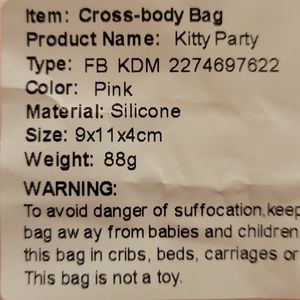 Item: Cross-body Bag
Product Name: Kitty Party
Type: FB KDM 2274697622
Color: Pink
Material: Silicone
Size: 9x11x4cm
Weight: 88g
WARNING:
To avoid danger of suffocation,keep
bag aw ay from babies and children
this bag in cribs, beds, carriages or
This bag is not a toy.